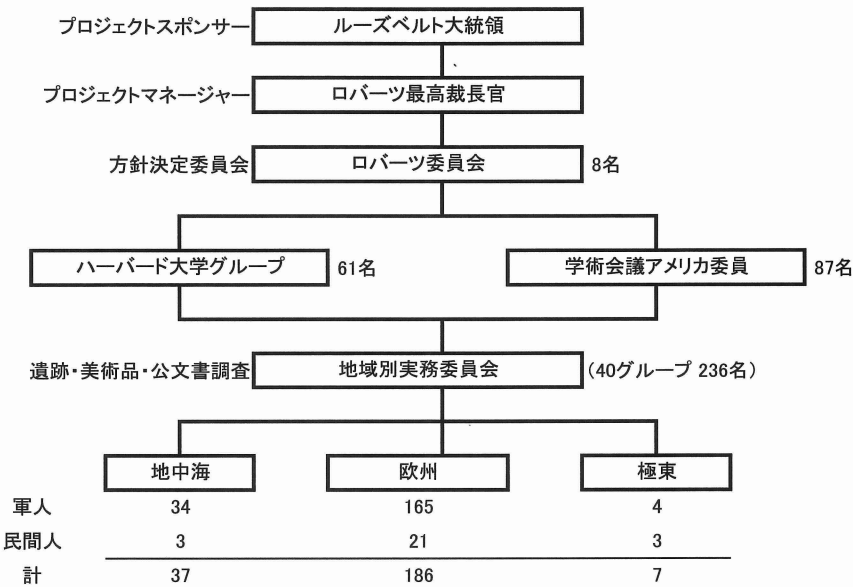 プロジェクトスポンサー ルーズベルト大統領
プロジェクトマネージャー ロバーツ最高裁長官
方針決定委員会 ロバーツ委員会 8名
ハーバード大学グループ 61名 学術会議アメリカ委員 87名
遺跡・美術品・公文書調査 地域別実務委員会 (40グループ 236名)
地中海 欧州 極東
軍人 34 165 4
民間人 3 21 3
計 37 186 7